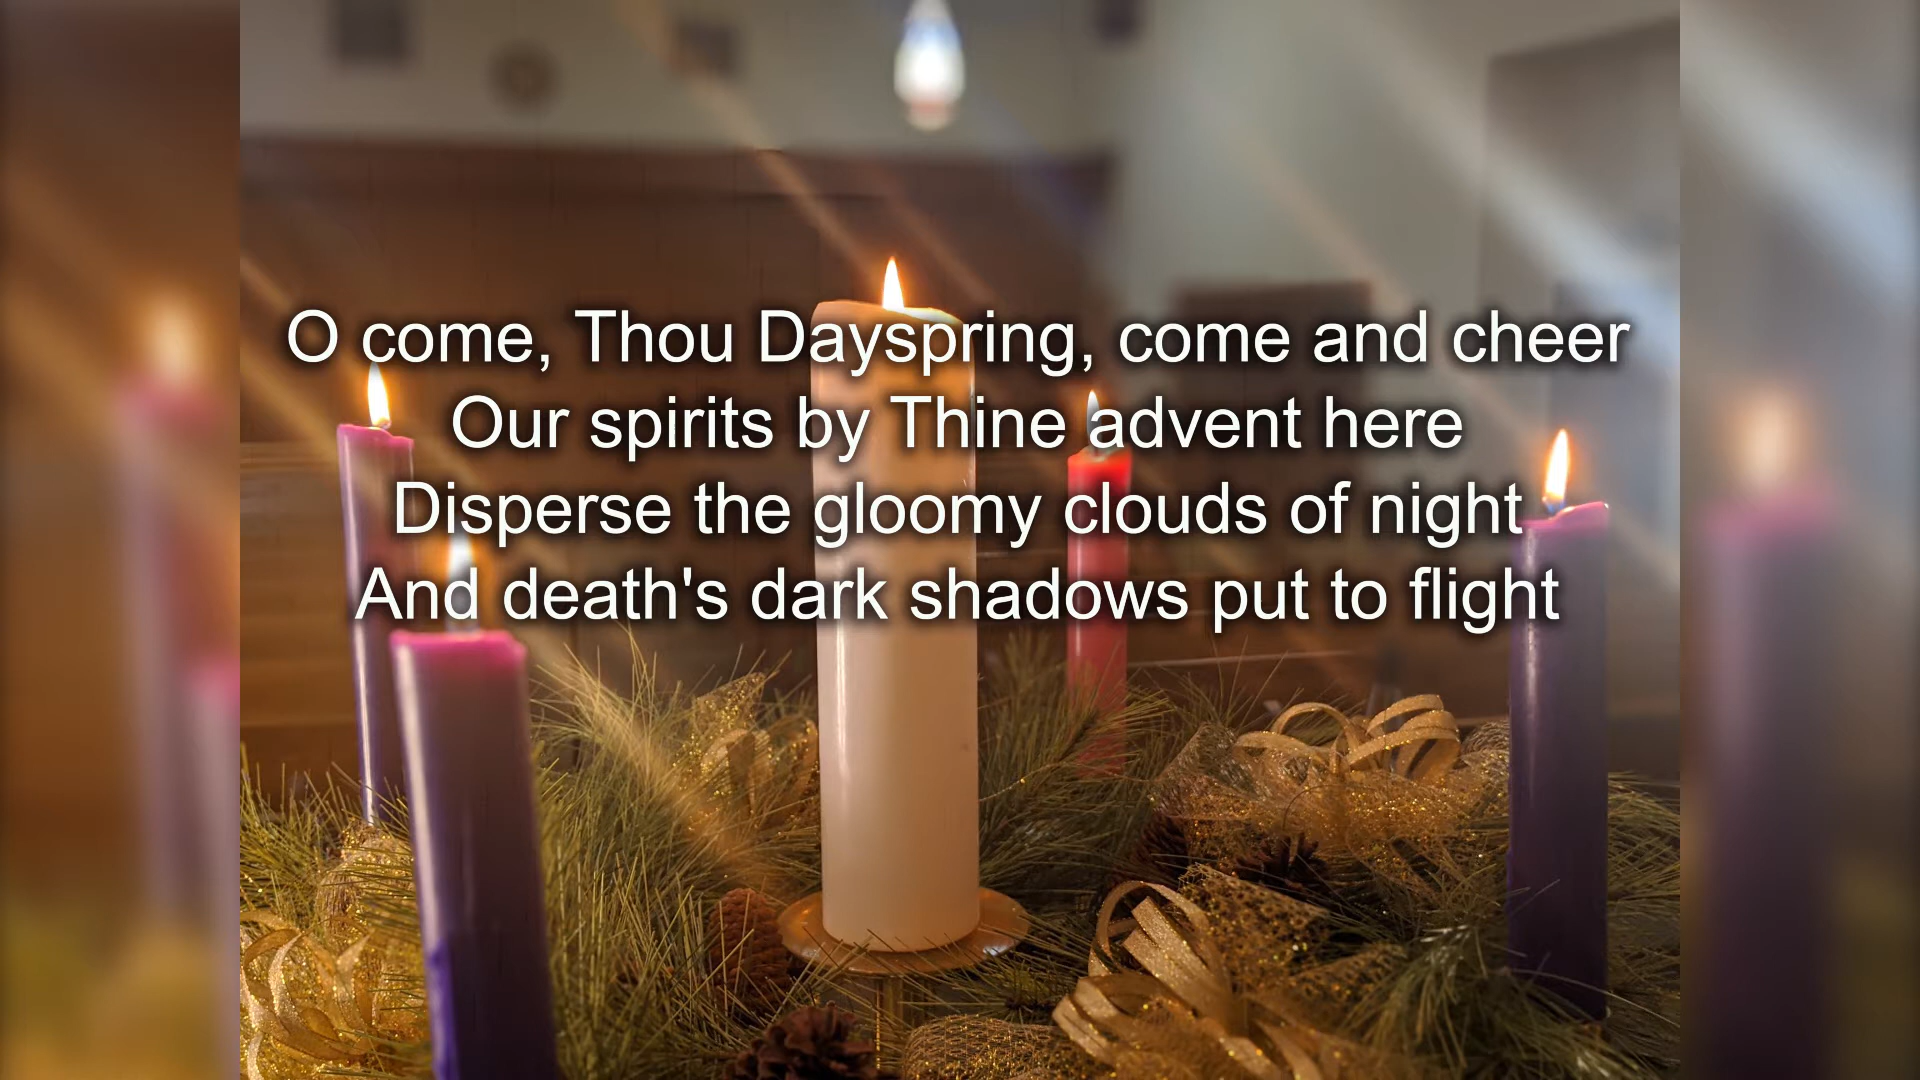 O come, Thou Dayspring, come and cheer
Our spirits by Thine advent here
Disperse the gloomy clouds of night
And death's dark shadows put to flight